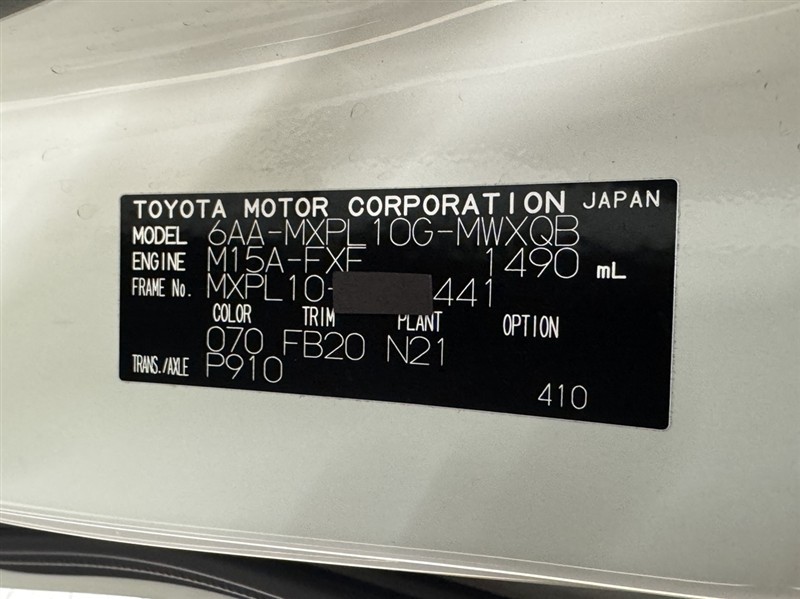 TOYOTA MOTOR CORPORATION JAPAN
MODEL 6AA-MXPL10G-MWXQB
ENGINE M15A-FXE 1490 mL
FRAME No. MXPL10- 441
COLOR TRIM PLANT OPTION
070 FB20 N21
TRANS./AXLE P910
410